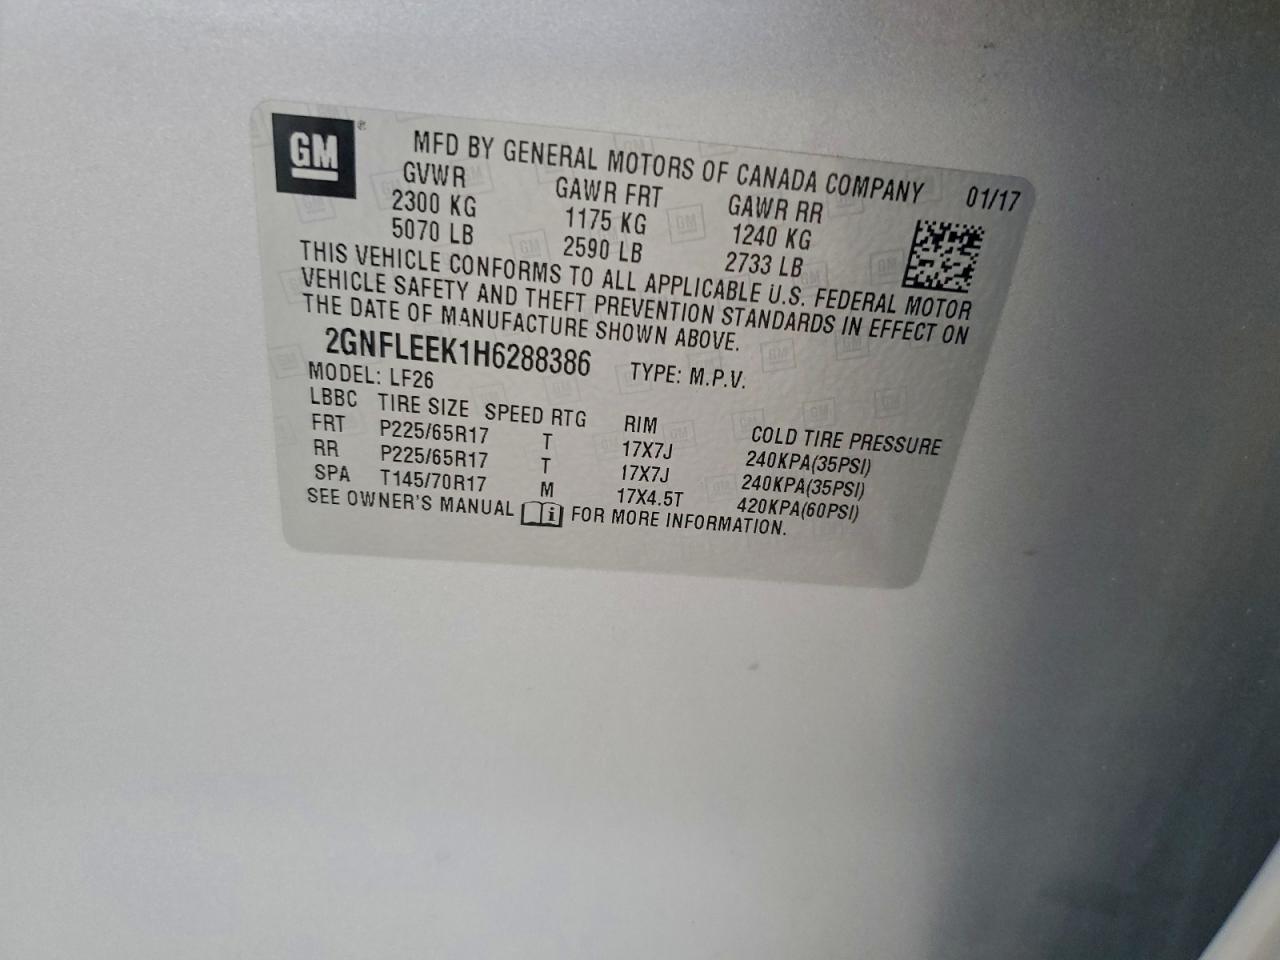 GM ® MFD BY GENERAL MOTORS OF CANADA COMPANY 01/17
GVWR GAWR FRT GAWR RR
2300 KG 1175 KG 1240 KG
5070 LB 2590 LB 2733 LB
THIS VEHICLE CONFORMS TO ALL APPLICABLE U.S. FEDERAL MOTOR
VEHICLE SAFETY AND THEFT PREVENTION STANDARDS IN EFFECT ON
THE DATE OF MANUFACTURE SHOWN ABOVE.
2GNFLEEK1H6288386 TYPE: M.P.V.
MODEL: LF26
LBBC TIRE SIZE SPEED RTG RIM COLD TIRE PRESSURE
FRT P225/65R17 T 17X7J 240KPA(35PSI)
RR P225/65R17 T 17X7J 240KPA(35PSI)
SPA T145/70R17 M 17X4.5T 420KPA(60PSI)
SEE OWNER'S MANUAL i FOR MORE INFORMATION.